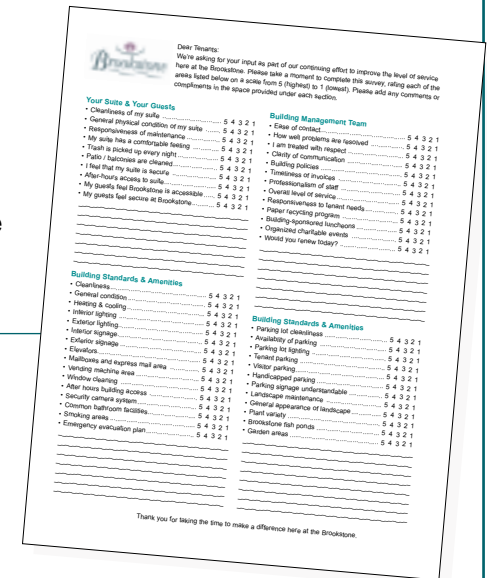 Brookstone
Dear Tenants:
We're asking for your input as part of our continuing effort to improve the level of service
here at the Brookstone. Please take a moment to complete this survey, rating each of the
areas listed below on a scale from 5 (highest) to 1 (lowest). Please add any comments or
compliments in the space provided under each section.
Your Suite & Your Guests
• Cleanliness of my suite ........ 5 4 3 2 1
• General physical condition of my suite ........ 5 4 3 2 1
• Responsiveness of maintenance ........ 5 4 3 2 1
• My suite has a comfortable feeling ........ 5 4 3 2 1
• Trash is picked up every night ........ 5 4 3 2 1
• Patio / balconies are cleaning ........ 5 4 3 2 1
• I feel that my suite is secure ........ 5 4 3 2 1
• After-hours access to suite ........ 5 4 3 2 1
• My guests feel Brookstone is accessible ..... 5 4 3 2 1
• My guests feel secure at Brookstone ........ 5 4 3 2 1
Building Management Team
• Ease of contact ........ 5 4 3 2 1
• How well problems are resolved ........ 5 4 3 2 1
• I am treated with respect ........ 5 4 3 2 1
• Clarity of communication ........ 5 4 3 2 1
• Building policies ........ 5 4 3 2 1
• Timeliness of invoices ........ 5 4 3 2 1
• Professionalism of staff ........ 5 4 3 2 1
• Overall level of service ........ 5 4 3 2 1
• Responsiveness to tenant needs ........ 5 4 3 2 1
• Paper recycling program ........ 5 4 3 2 1
• Building-sponsored luncheons ........ 5 4 3 2 1
• Organized charitable events ........ 5 4 3 2 1
• Would you renew today? ........ 5 4 3 2 1
e
Building Standards & Amenities
• Cleanliness ........ 5 4 3 2 1
• General condition ........ 5 4 3 2 1
• Heating & cooling ........ 5 4 3 2 1
• Interior lighting ........ 5 4 3 2 1
• Exterior lighting ........ 5 4 3 2 1
• Interior signage ........ 5 4 3 2 1
• Exterior signage ........ 5 4 3 2 1
• Elevators ........ 5 4 3 2 1
• Mailboxes and express mail area ........ 5 4 3 2 1
• Vending machine area ........ 5 4 3 2 1
• Window cleaning ........ 5 4 3 2 1
• After hours building access ........ 5 4 3 2 1
• Security camera system ........ 5 4 3 2 1
• Common bathroom facilities ........ 5 4 3 2 1
• Smoking areas ........ 5 4 3 2 1
• Emergency evacuation plan ........ 5 4 3 2 1
Building Standards & Amenities
• Parking lot cleanliness ........ 5 4 3 2 1
• Availability of parking ........ 5 4 3 2 1
• Parking lot lighting ........ 5 4 3 2 1
• Tenant parking ........ 5 4 3 2 1
• Visitor parking ........ 5 4 3 2 1
• Handicapped parking ........ 5 4 3 2 1
• Parking signage understandable ........ 5 4 3 2 1
• Landscape maintenance ........ 5 4 3 2 1
• General appearance of landscape ........ 5 4 3 2 1
• Plant variety ........ 5 4 3 2 1
• Brookstone fish ponds ........ 5 4 3 2 1
• Garden areas ........ 5 4 3 2 1
Thank you for taking the time to make a difference here at the Brookstone.